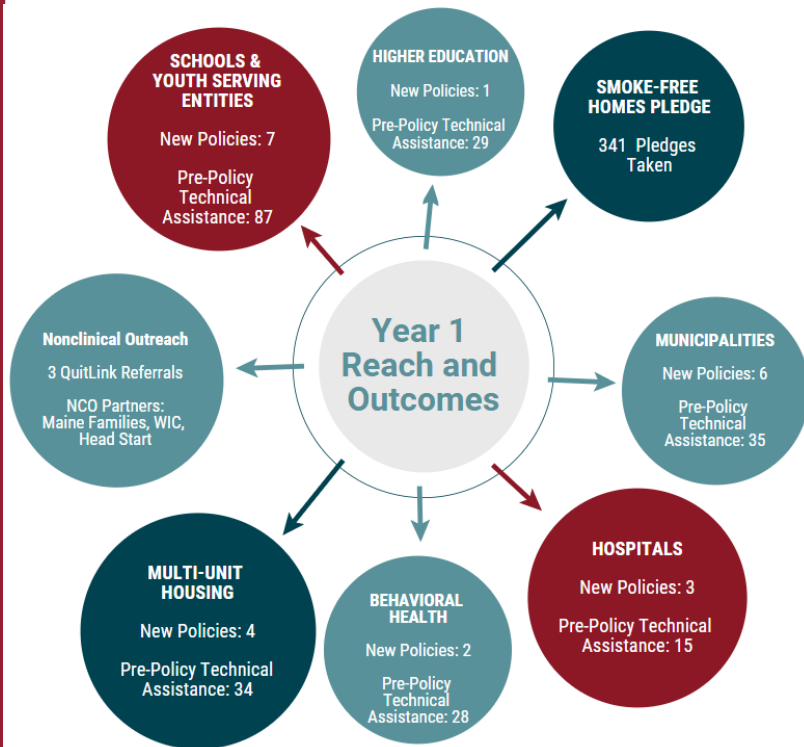 SCHOOLS &
YOUTH SERVING
ENTITIES
New Policies: 7
Pre-Policy
Technical
Assistance: 87
HIGHER EDUCATION
New Policies: 1
Pre-Policy Technical
Assistance: 29
SMOKE-FREE
HOMES PLEDGE
341 Pledges
Taken
Nonclinical Outreach
3 QuitLink Referrals
NCO Partners:
Maine Families, WIC,
Head Start
Year 1
Reach and
Outcomes
MUNICIPALITIES
New Policies: 6
Pre-Policy
Technical
Assistance: 35
MULTI-UNIT
HOUSING
New Policies: 4
Pre-Policy Technical
Assistance: 34
BEHAVIORAL
HEALTH
New Policies: 2
Pre-Policy
Technical
Assistance: 28
HOSPITALS
New Policies: 3
Pre-Policy Technical
Assistance: 15